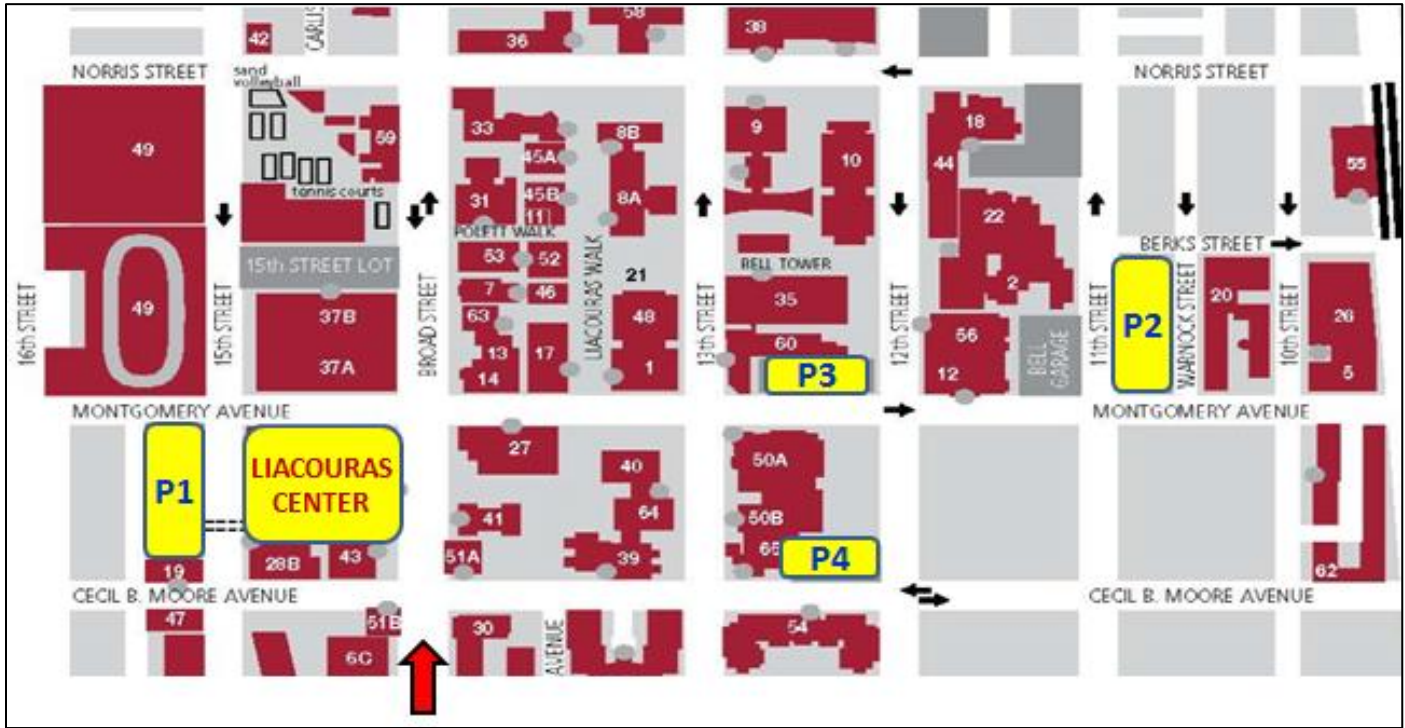 42
CARLIS
36
58
38
NORRIS STREET
NORRIS STREET
sand
volleyball
49
59
33
8B
9
10
18
44
55
45A
45B
11
31
8A
22
tennis courts
POLETT WALK
BERKS STREET
15th STREET LOT
53
52
21
BELL TOWER
2
P2
20
26
49
37B
7
46
48
35
16th STREET
15th STREET
BROAD STREET
LIACOURAS WALK
13th STREET
12th STREET
11th STREET
WARNOCK STREET
10th STREET
63
13
17
60
56
BELL
GARAGE
37A
14
1
P3
12
5
MONTGOMERY AVENUE
MONTGOMERY AVENUE
P1
LIACOURAS
CENTER
27
40
50A
41
64
50B
19
28B
43
51A
39
65
P4
62
CECIL B. MOORE AVENUE
CECIL B. MOORE AVENUE
47
51B
6C
30
AVENUE
54